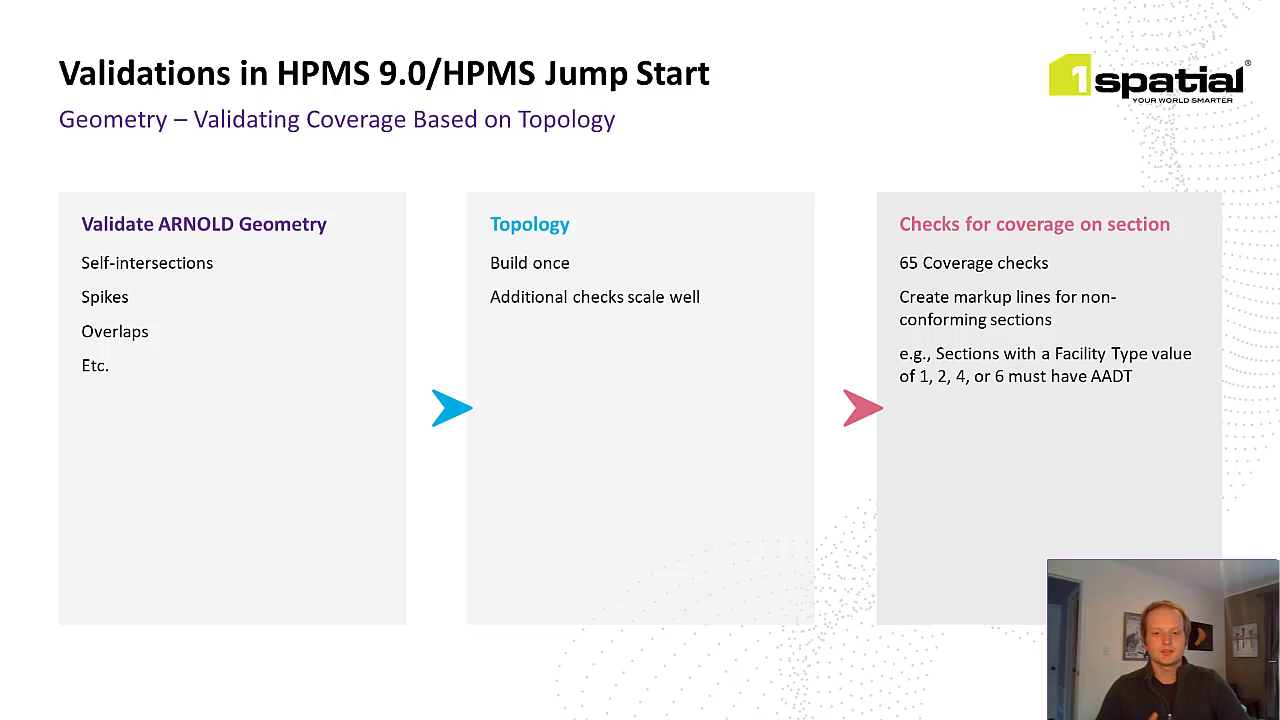 Validations in HPMS 9.0/HPMS Jump Start
Geometry – Validating Coverage Based on Topology
1spatial®
YOUR WORLD SMARTER
Validate ARNOLD Geometry
Self-intersections
Spikes
Overlaps
Etc.
Topology
Build once
Additional checks scale well
Checks for coverage on section
65 Coverage checks
Create markup lines for non-
conforming sections
e.g., Sections with a Facility Type value
of 1, 2, 4, or 6 must have AADT